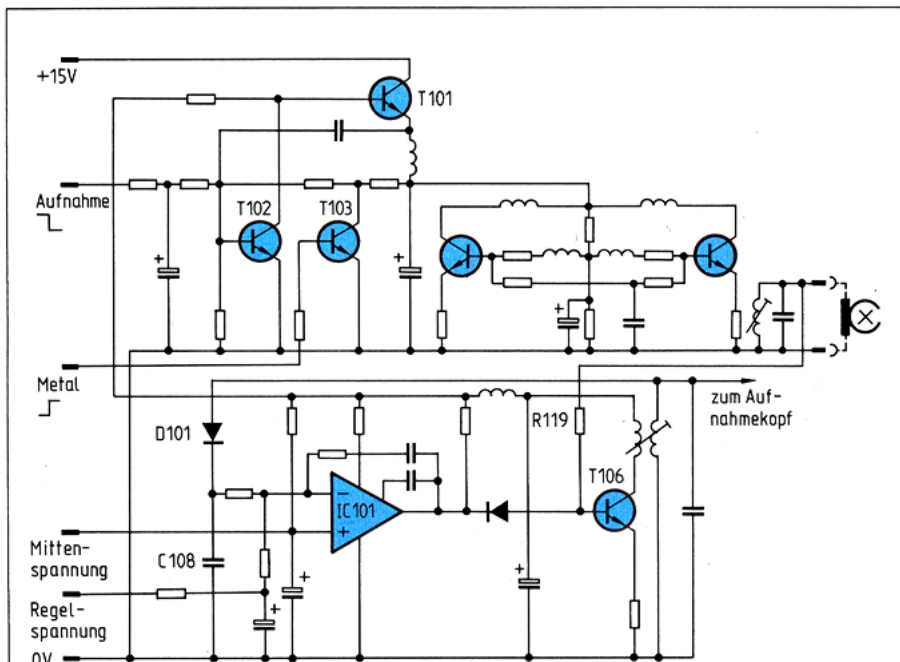 +15V
T101
Aufnahme
T102
T103
+
+
+
Metal
zum Auf-
nahmekopf
R119
D101
T106
−
IC101
+
Mitten-
spannung
C108
+
+
+
Regel-
spannung
0V